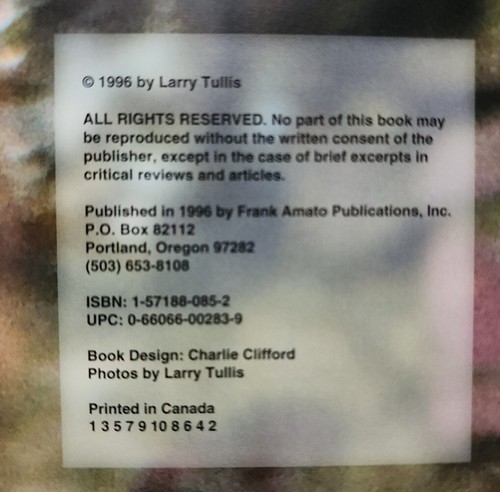 © 1996 by Larry Tullis
ALL RIGHTS RESERVED. No part of this book may
be reproduced without the written consent of the
publisher, except in the case of brief excerpts in
critical reviews and articles.
Published in 1996 by Frank Amato Publications, Inc.
P.O. Box 82112
Portland, Oregon 97282
(503) 653-8108
ISBN: 1-57188-085-2
UPC: 0-66066-00283-9
Book Design: Charlie Clifford
Photos by Larry Tullis
Printed in Canada
1 3 5 7 9 10 8 6 4 2